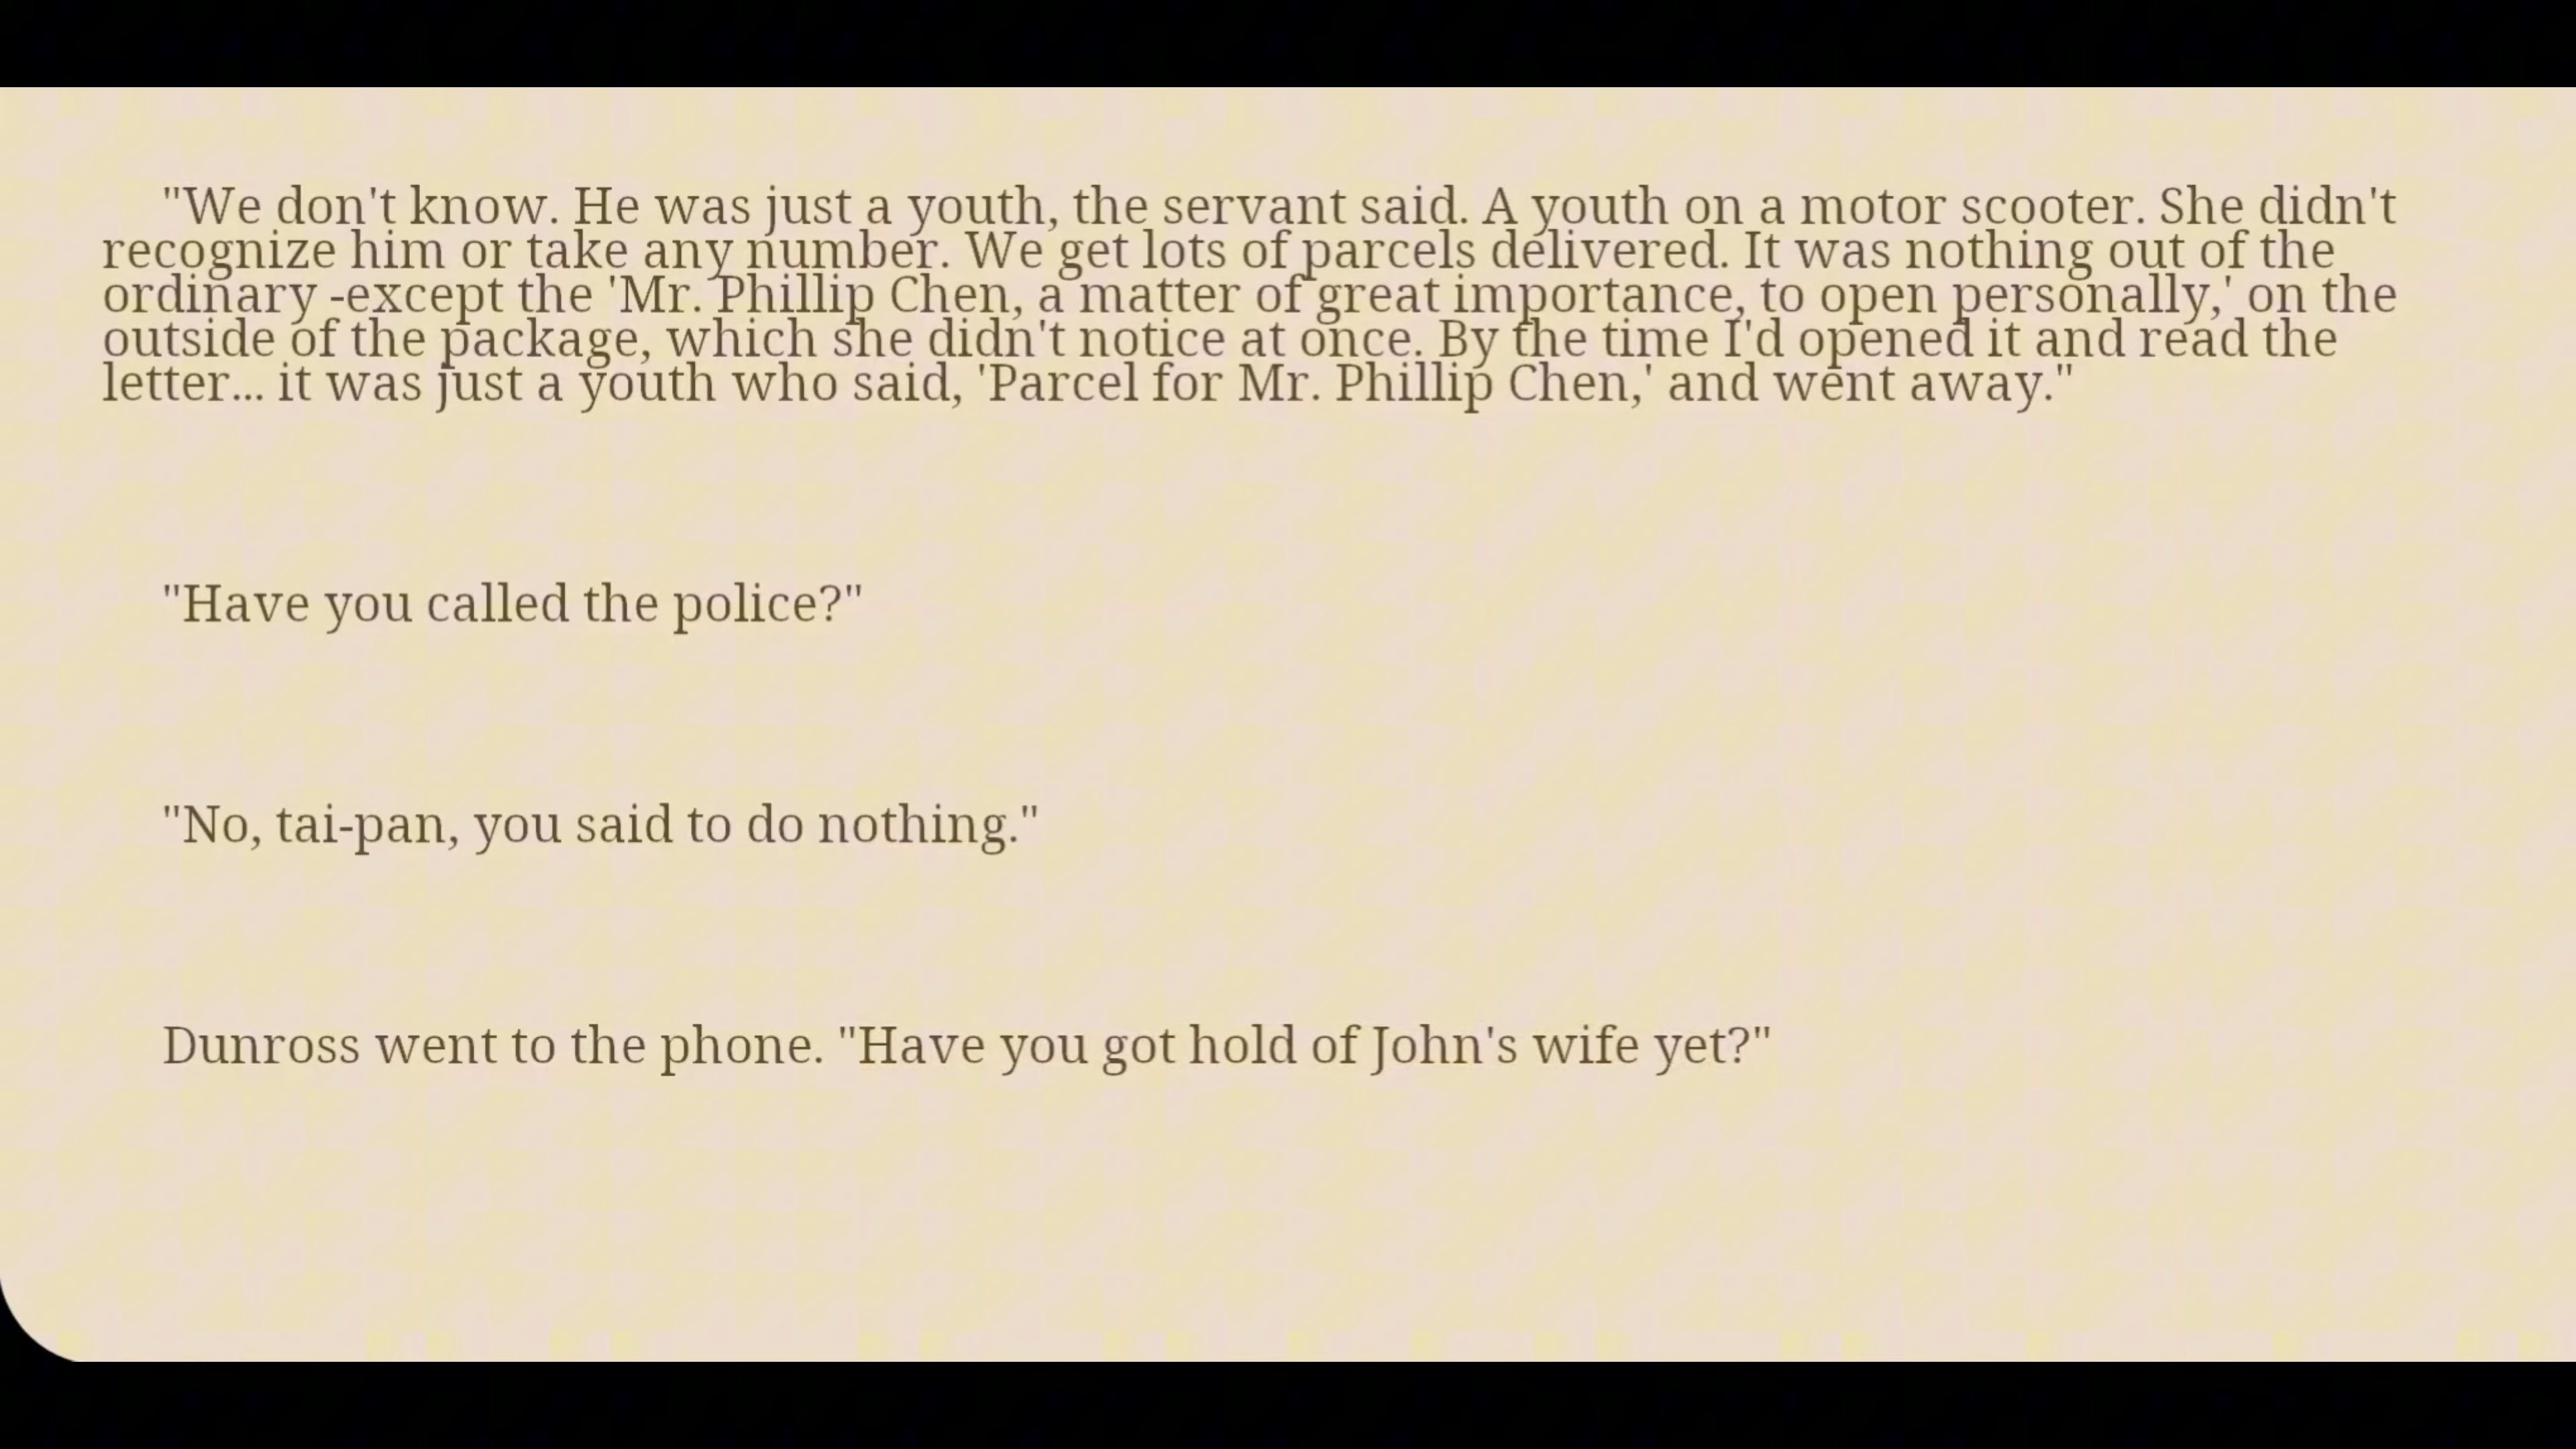 "We don't know. He was just a youth, the servant said. A youth on a motor scooter. She didn't
recognize him or take any number. We get lots of parcels delivered. It was nothing out of the
ordinary -except the 'Mr. Phillip Chen, a matter of great importance, to open personally,' on the
outside of the package, which she didn't notice at once. By the time I'd opened it and read the
letter... it was just a youth who said, 'Parcel for Mr. Phillip Chen,' and went away."
"Have you called the police?"
"No, tai-pan, you said to do nothing."
Dunross went to the phone. "Have you got hold of John's wife yet?"